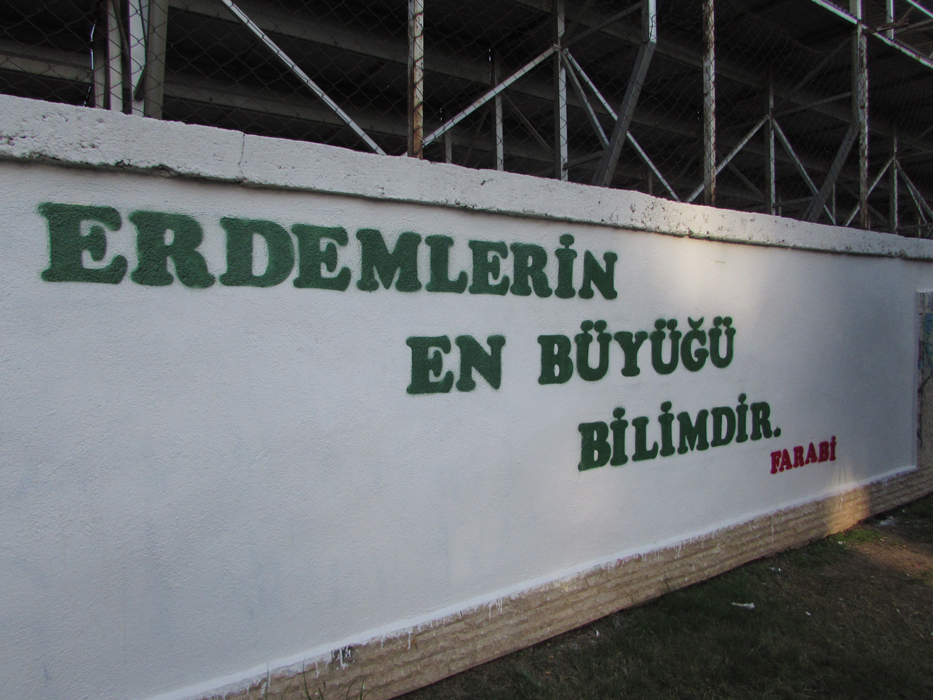 ERDEMLERİN
EN BÜYÜĞÜ
BİLİMDİR.
FARABİ